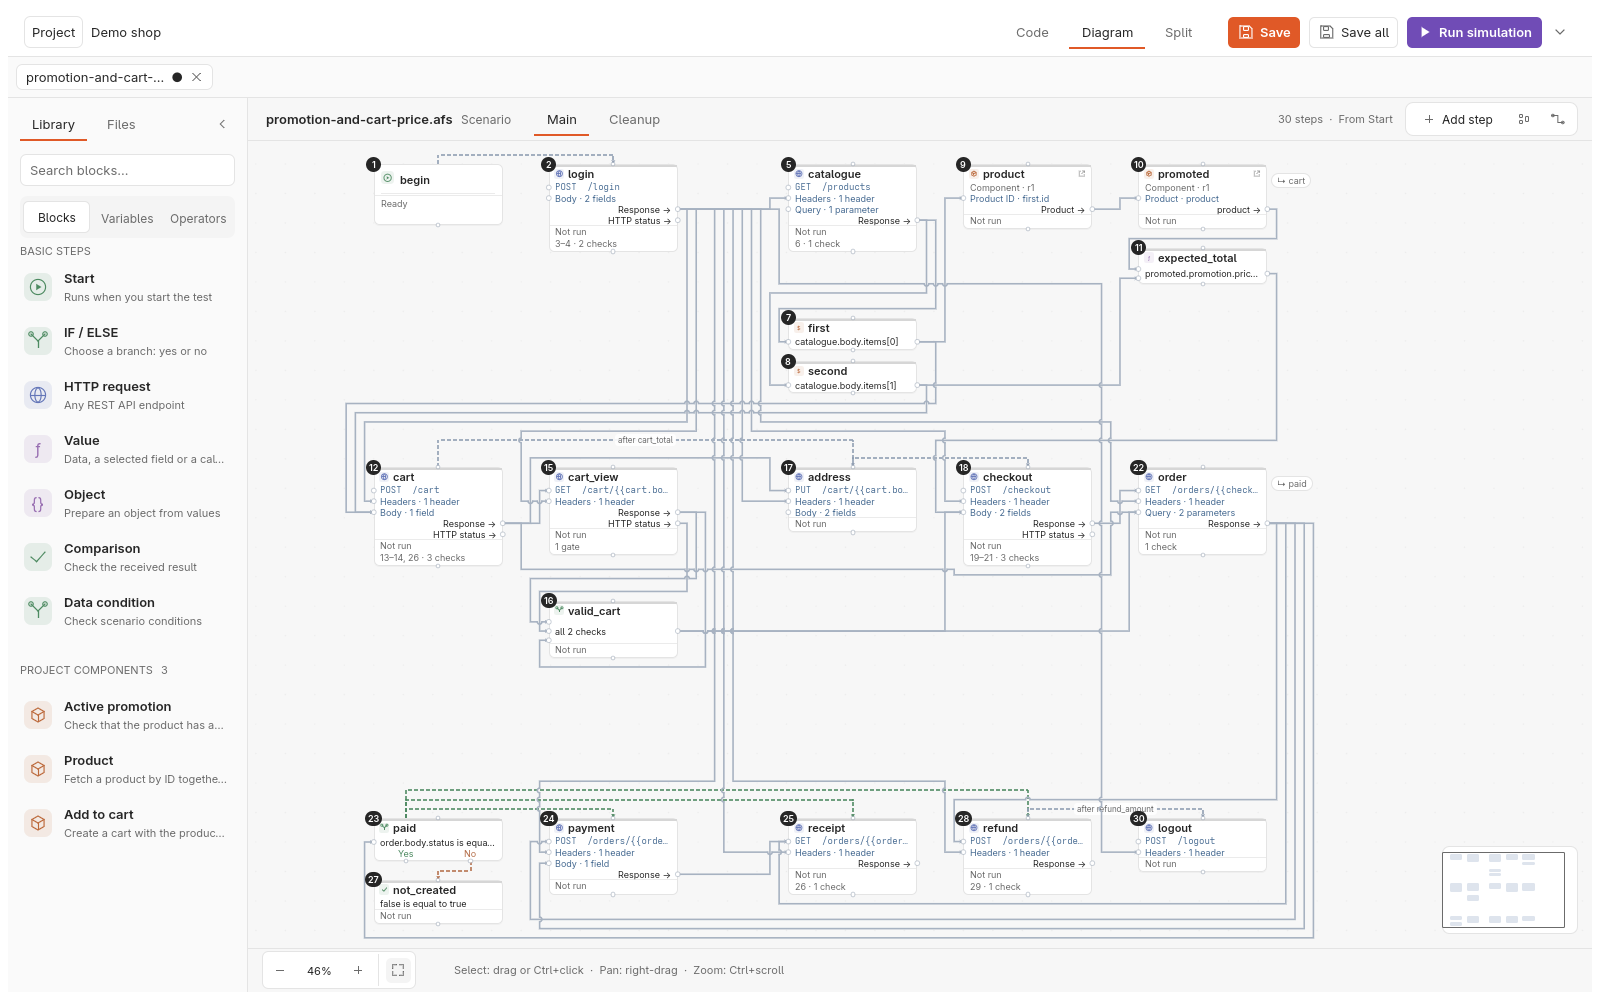 Project
Demo shop
Code
Diagram
Split
Save
Save all
Run simulation
promotion-and-cart-...
Library
Files
promotion-and-cart-price.afs
Scenario
Main
Cleanup
30 steps · From Start
Add step
Search blocks...
Blocks
Variables
Operators
BASIC STEPS
Start
Runs when you start the test
IF / ELSE
Choose a branch: yes or no
HTTP request
Any REST API endpoint
Value
Data, a selected field or a cal...
Object
Prepare an object from values
Comparison
Check the received result
Data condition
Check scenario conditions
PROJECT COMPONENTS 3
Active promotion
Check that the product has a...
Product
Fetch a product by ID togethe...
Add to cart
Create a cart with the produc...
1
begin
Ready
2
login
POST /login
Body · 2 fields
Response →
HTTP status →
Not run
3–4 · 2 checks
5
catalogue
GET /products
Headers · 1 header
Query · 1 parameter
Response →
Not run
6 · 1 check
9
product
Component · r1
Product ID · first.id
Product →
Not run
10
promoted
Component · r1
Product · product
product →
Not run
↪ cart
11
expected_total
promoted.promotion.pric...
7
first
catalogue.body.items[0]
8
second
catalogue.body.items[1]
after cart_total
12
cart
POST /cart
Headers · 1 header
Body · 1 field
Response →
HTTP status →
Not run
13–14, 26 · 3 checks
15
cart_view
GET /cart/{{cart.bo…
Headers · 1 header
Response →
HTTP status →
Not run
1 gate
17
address
PUT /cart/{{cart.bo…
Headers · 1 header
Body · 2 fields
Not run
18
checkout
POST /checkout
Headers · 1 header
Body · 2 fields
Response →
HTTP status →
Not run
19–21 · 3 checks
22
order
GET /orders/{{check…
Headers · 1 header
Query · 2 parameters
Response →
Not run
1 check
↪ paid
16
valid_cart
all 2 checks
Not run
23
paid
order.body.status is equa...
Yes
No
27
not_created
false is equal to true
Not run
24
payment
POST /orders/{{orde…
Headers · 1 header
Body · 1 field
Response →
Not run
25
receipt
GET /orders/{{order…
Headers · 1 header
Response →
Not run
26 · 1 check
28
refund
POST /orders/{{orde…
Headers · 1 header
Response →
Not run
29 · 1 check
after refund_amount
30
logout
POST /logout
Headers · 1 header
Not run
46%
Select: drag or Ctrl+click · Pan: right-drag · Zoom: Ctrl+scroll